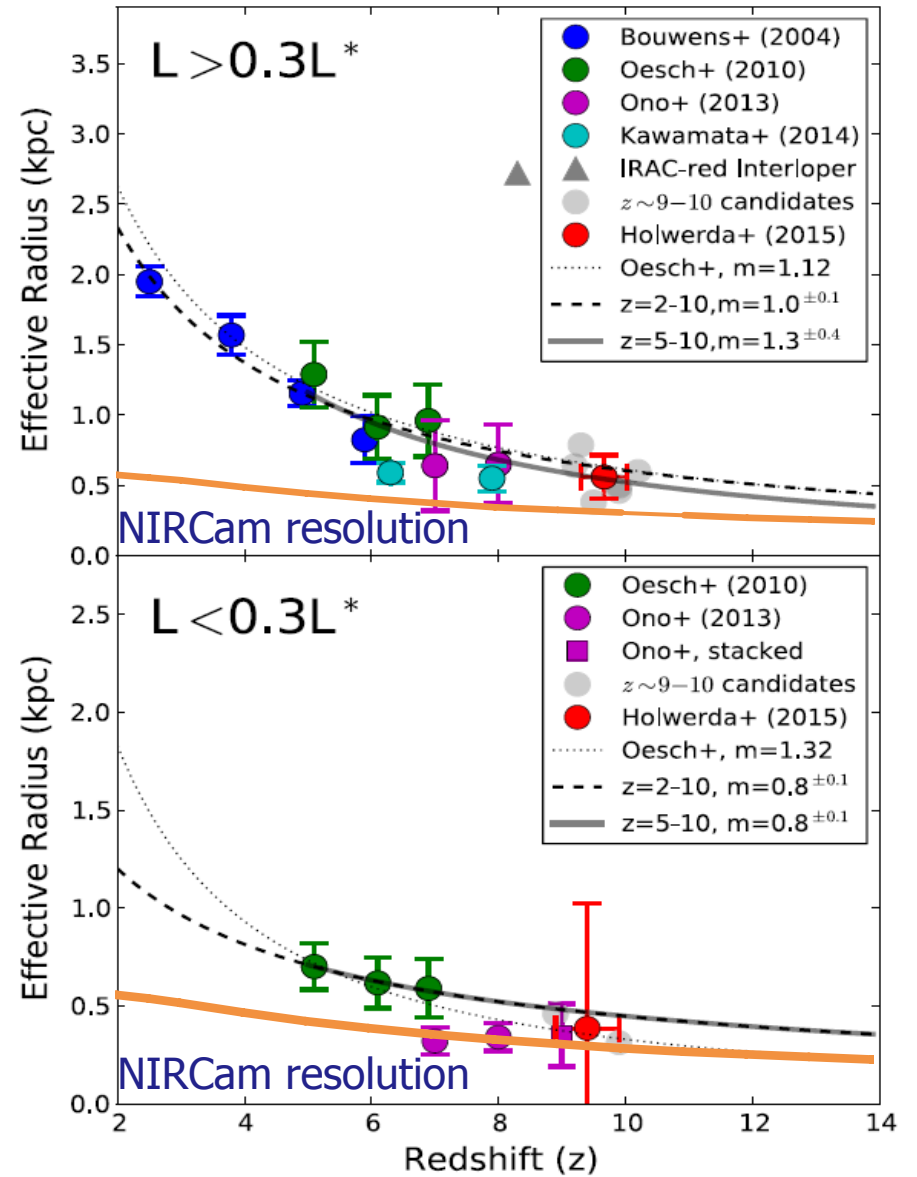 L > 0.3L*
Bouwens+ (2004)
Oesch+ (2010)
Ono+ (2013)
Kawamata+ (2014)
IRAC-red Interloper
z~9−10 candidates
Holwerda+ (2015)
Oesch+, m=1.12
z=2-10,m=1.0±0.1
z=5-10,m=1.3±0.4
Effective Radius (kpc)
3.5
3.0
2.5
2.0
1.5
1.0
0.5
0.0
NIRCam resolution
L < 0.3L*
Oesch+ (2010)
Ono+ (2013)
Ono+, stacked
z~9−10 candidates
Holwerda+ (2015)
Oesch+, m=1.32
z=2-10, m=0.8±0.1
z=5-10, m=0.8±0.1
Effective Radius (kpc)
2.5
2.0
1.5
1.0
0.5
0.0
NIRCam resolution
2 4 6 8 10 12 14
Redshift (z)